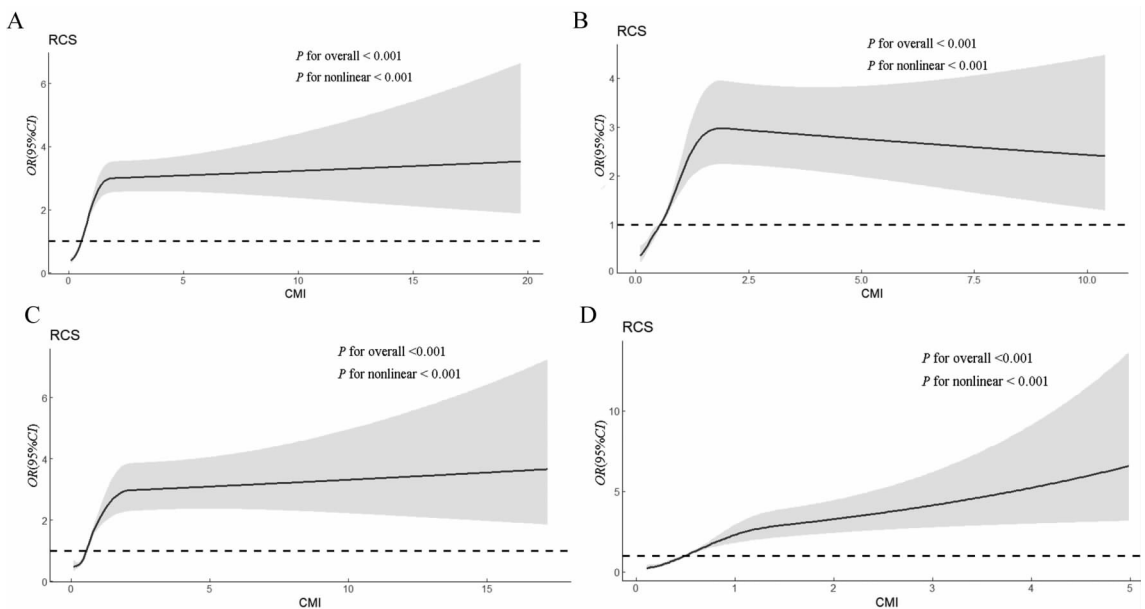 A
RCS
P for overall < 0.001
P for nonlinear < 0.001
OR(95%CI)
6
4
2
0
0
5
10
15
20
CMI
B
RCS
P for overall < 0.001
P for nonlinear < 0.001
OR(95%CI)
4
3
2
1
0
0.0
2.5
5.0
7.5
10.0
CMI
C
RCS
P for overall <0.001
P for nonlinear < 0.001
OR(95%CI)
6
4
2
0
0
5
10
15
CMI
D
RCS
P for overall <0.001
P for nonlinear < 0.001
OR(95%CI)
10
5
0
0
1
2
3
4
5
CMI